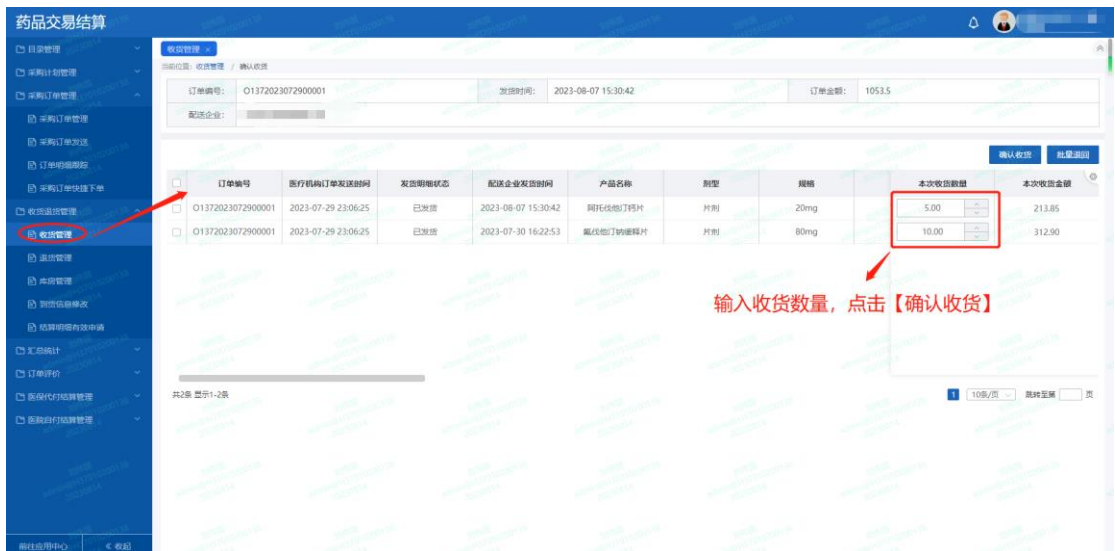 药品交易结算
目录管理
采购计划管理
采购订单管理
采购订单管理
采购订单发送
订单明细跟踪
采购订单快捷下单
收货退货管理
收货管理
退货管理
库房管理
到货信息修改
结算明细有效申请
汇总统计
订单评价
医保代付结算管理
医院自付结算管理
前往应用中心 《 收起
收货管理 ×
当前位置: 收货管理 / 确认收货
订单编号: O1372023072900001 发货时间: 2023-08-07 15:30:42 订单金额: 1053.5
配送企业:
确认收货 批量退回
订单编号 医疗机构订单发送时间 发货明细状态 配送企业发货时间 产品名称 剂型 规格 本次收货数量 本次收货金额
O1372023072900001 2023-07-29 23:06:25 已发货 2023-08-07 15:30:42 阿托伐他汀钙片 片剂 20mg 5.00 213.85
O1372023072900001 2023-07-29 23:06:25 已发货 2023-07-30 16:22:53 氟伐他汀钠缓释片 片剂 80mg 10.00 312.90
输入收货数量，点击【确认收货】
共2条 显示1-2条 1 10条/页 跳转至第 页